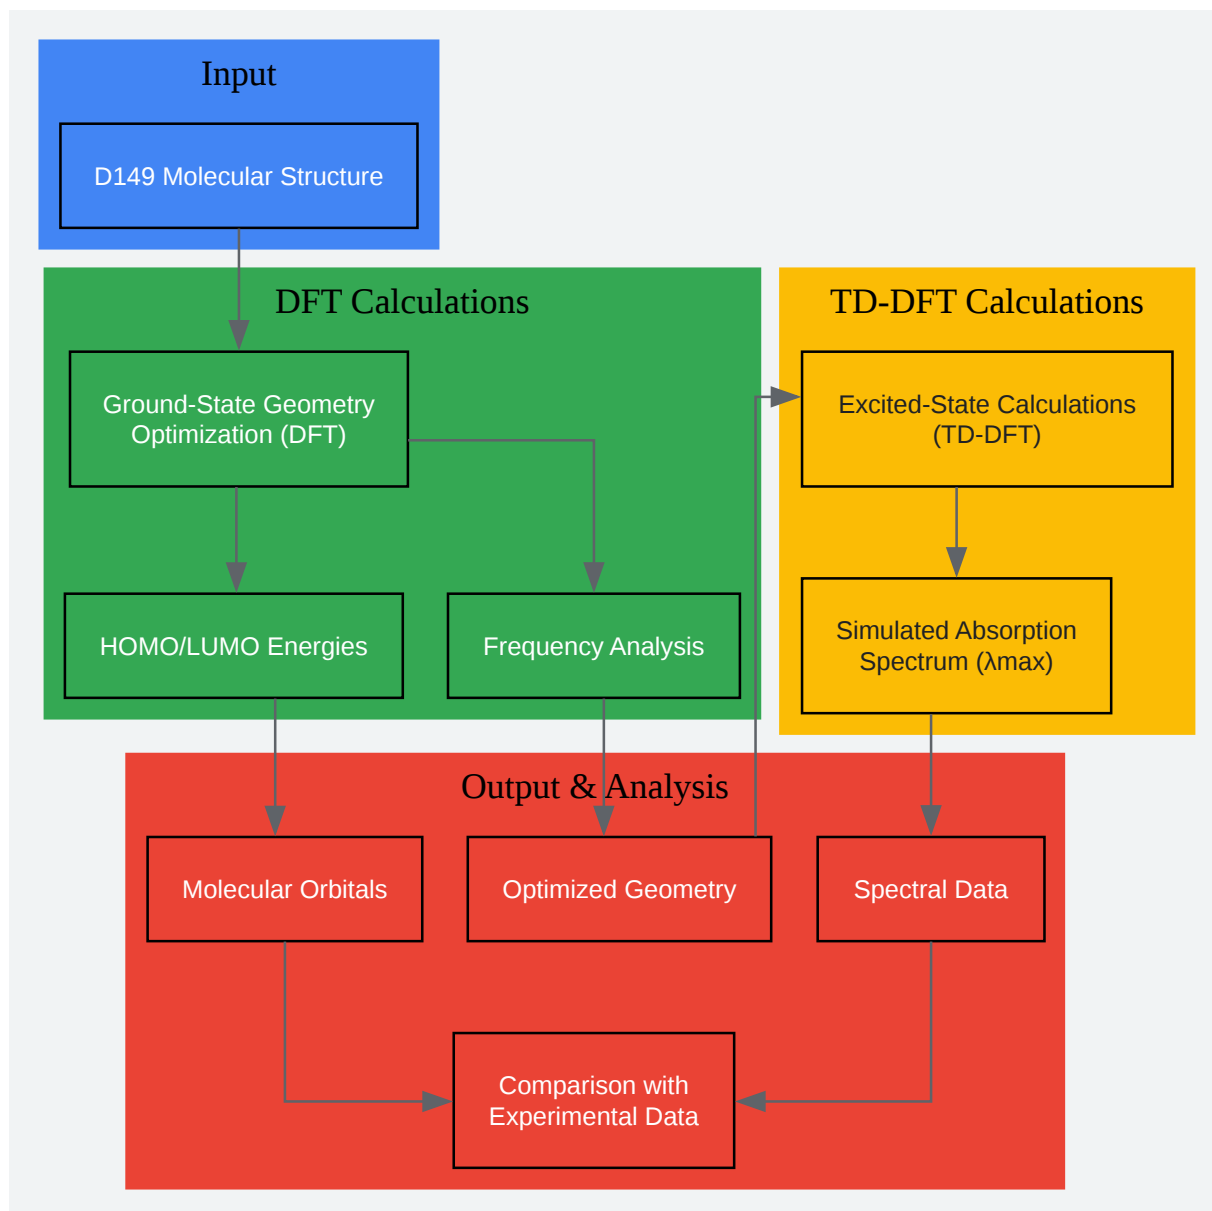 Input
D149 Molecular Structure
DFT Calculations
Ground-State Geometry
Optimization (DFT)
HOMO/LUMO Energies
Frequency Analysis
TD-DFT Calculations
Excited-State Calculations
(TD-DFT)
Simulated Absorption
Spectrum (λmax)
Output & Analysis
Molecular Orbitals
Optimized Geometry
Spectral Data
Comparison with
Experimental Data